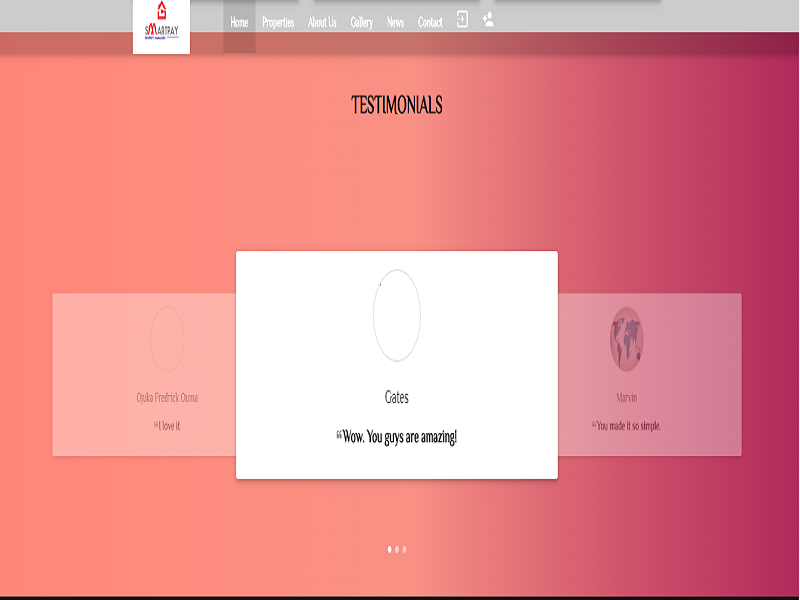 SMARTPAY
Home Properties About Us Gallery News Contact
TESTIMONIALS
Gates
“Wow. You guys are amazing!
Ojuka Fredrick Ouma
“I love it
Marvin
“You made it so simple.